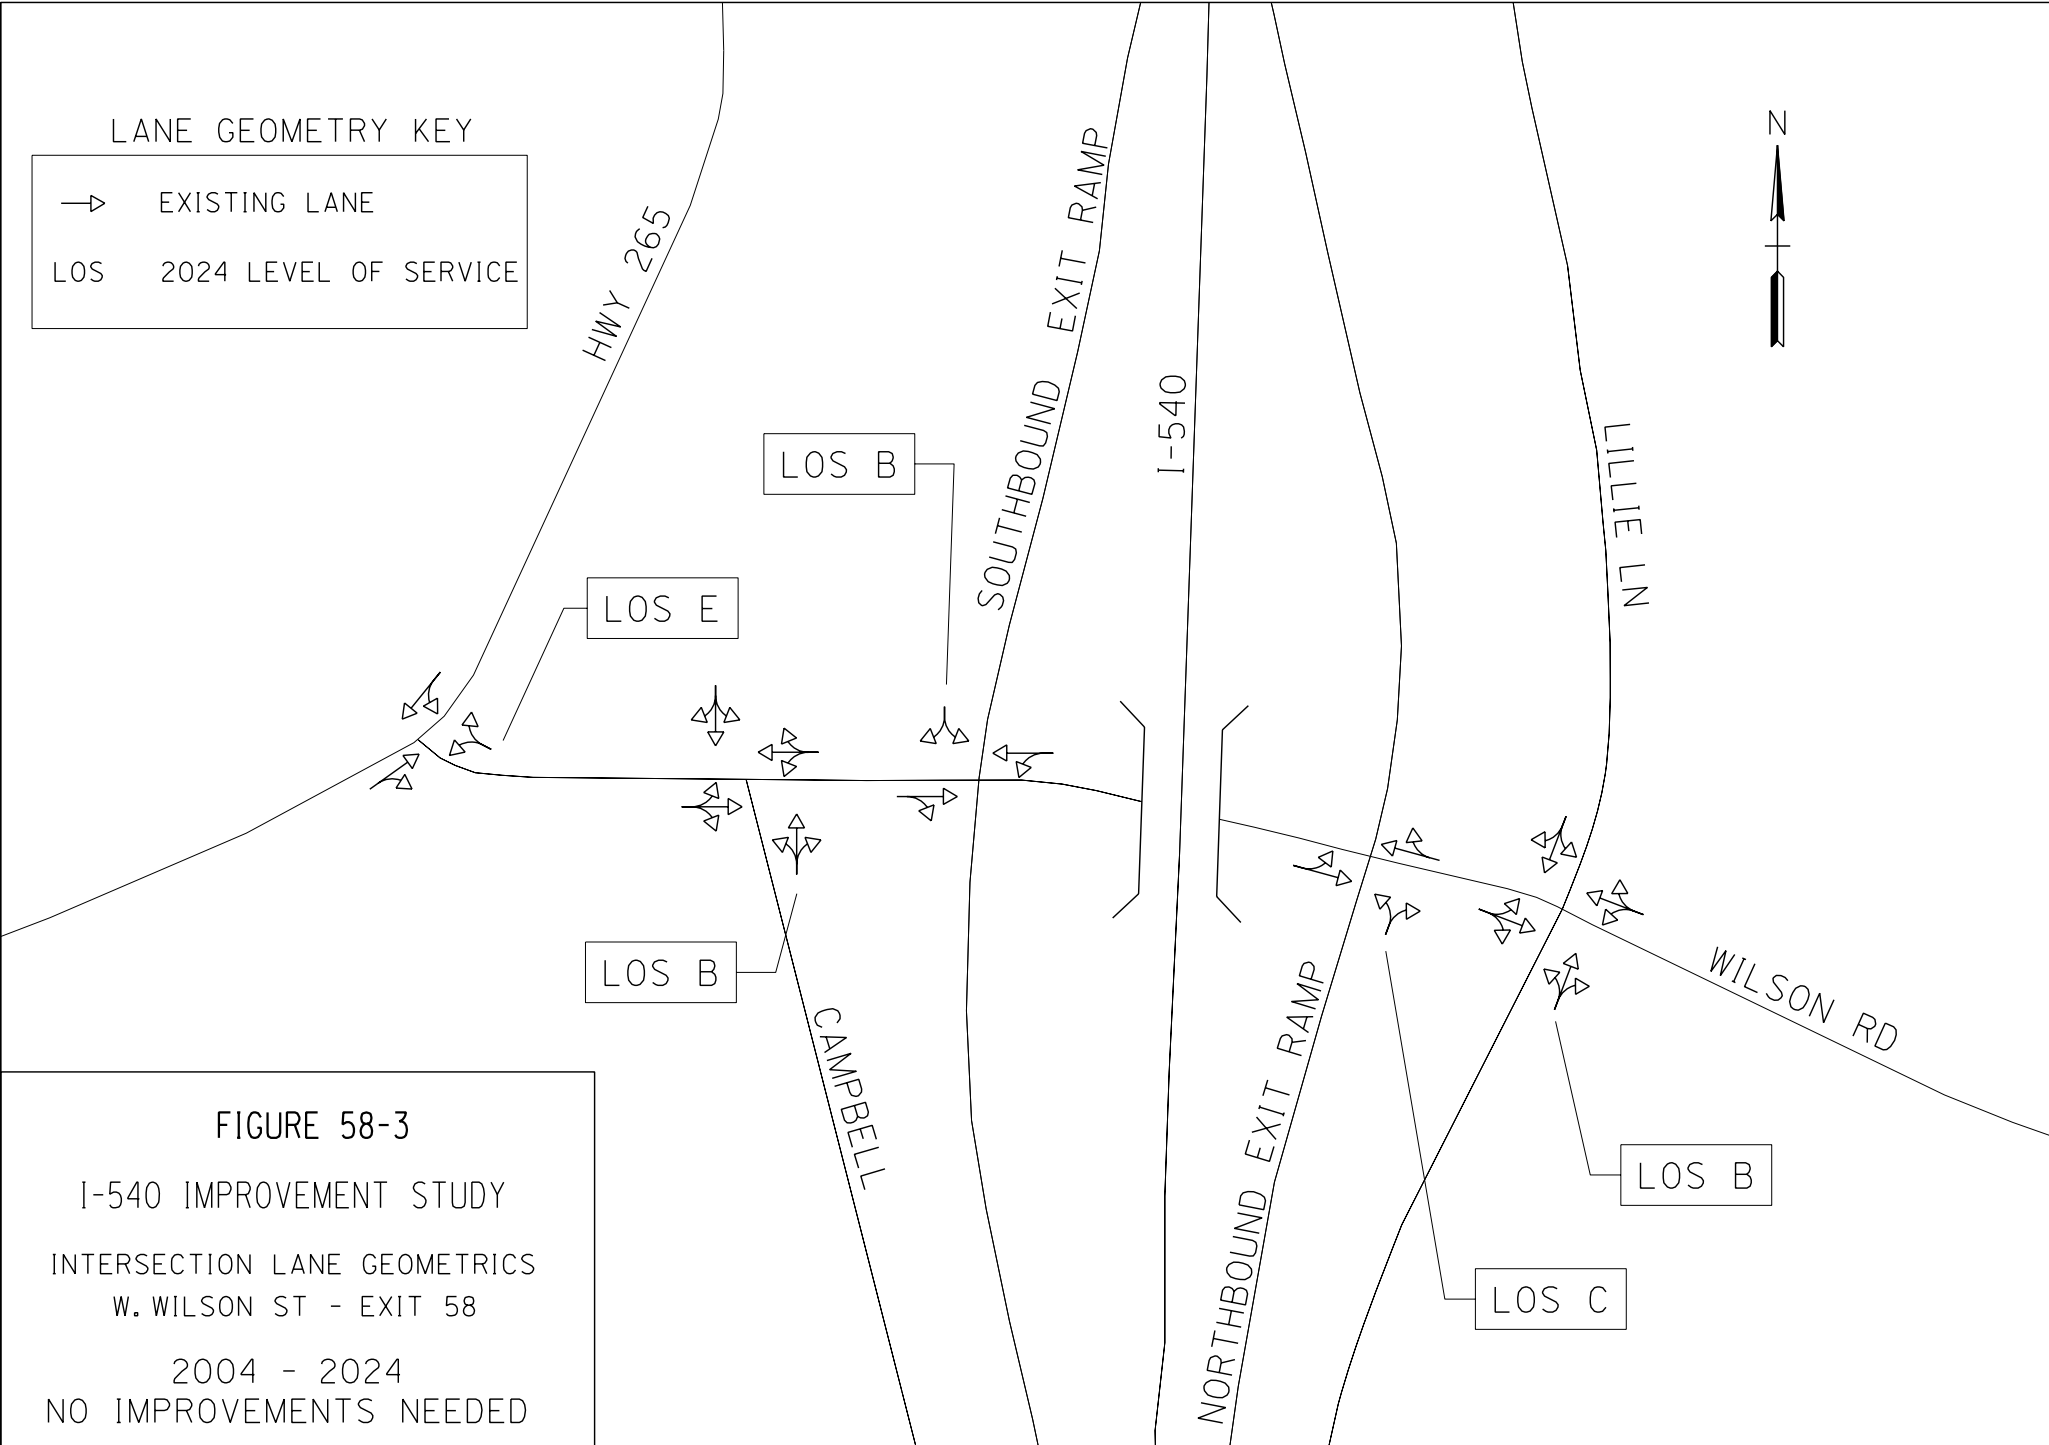 LANE GEOMETRY KEY
EXISTING LANE
LOS 2024 LEVEL OF SERVICE
N
HWY 265
SOUTHBOUND EXIT RAMP
I-540
LILLIE LN
LOS B
LOS E
LOS B
CAMPBELL
NORTHBOUND EXIT RAMP
WILSON RD
LOS B
LOS C
FIGURE 58-3
I-540 IMPROVEMENT STUDY
INTERSECTION LANE GEOMETRICS
W. WILSON ST - EXIT 58
2004 - 2024
NO IMPROVEMENTS NEEDED